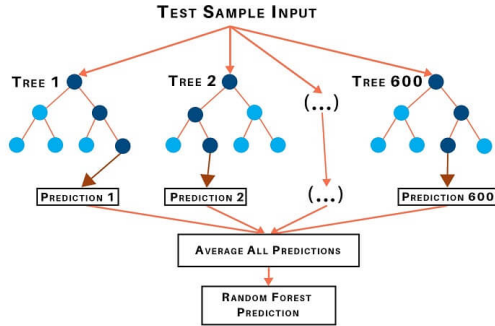 Test Sample Input
Tree 1
Tree 2
(...)
Tree 600
Prediction 1
Prediction 2
(...)
Prediction 600
Average All Predictions
Random Forest
Prediction